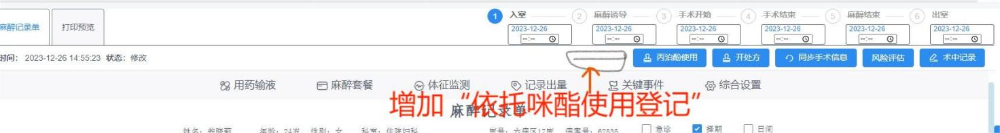 麻醉记录单 打印预览
1 入室 2 麻醉诱导 3 手术开始 4 手术结束 5 麻醉结束 6 出室
2023-12-26 2023-12-26 2023-12-26 2023-12-26 2023-12-26 2023-12-26
--:-- --:-- --:-- --:-- --:-- --:--
时间: 2023-12-26 14:55:23 状态: 修改 丙泊酚使用 开处方 同步手术信息 风险评估 术中记录
用药输液 麻醉套餐 体征监测 记录出量 关键事件 综合设置
增加“依托咪酯使用登记”
麻醉记录单
姓名: 年龄: 24岁 性别: 女 科室: 住院妇科 床号: 六病区17床 病案号: 62535 急诊 择期 日间